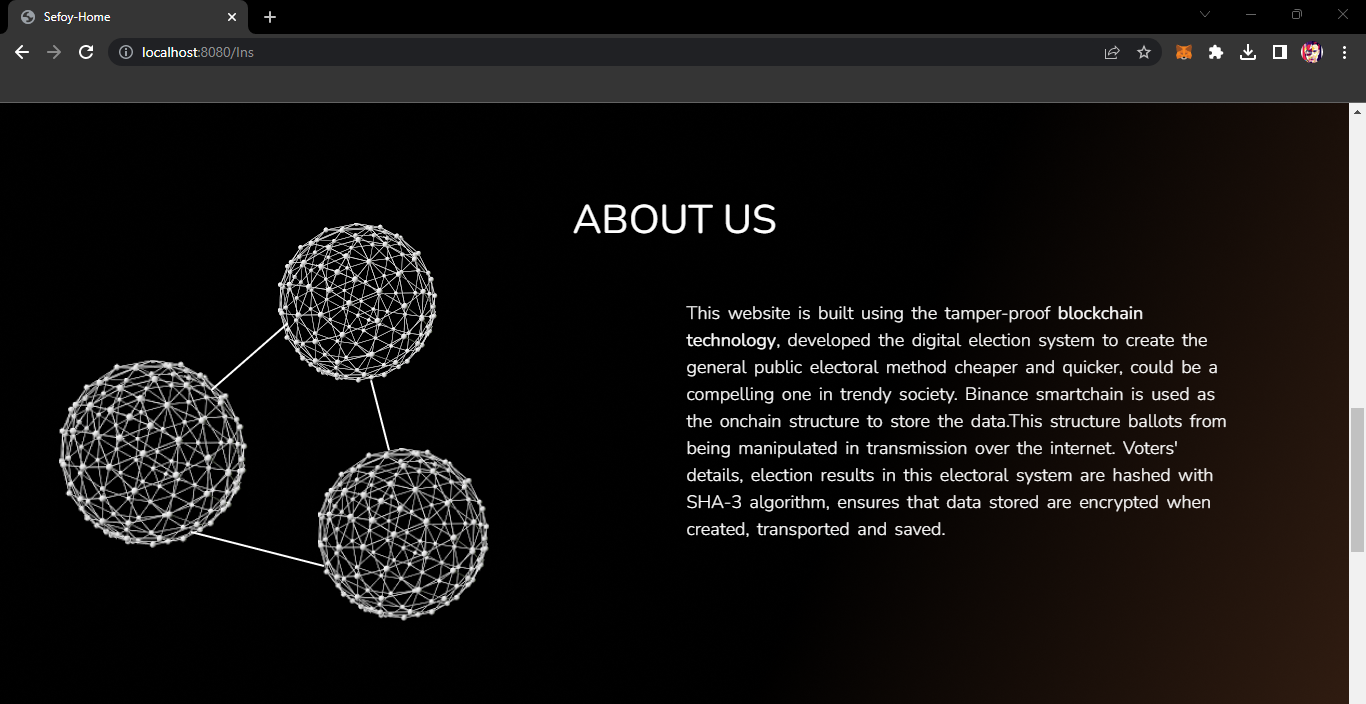 Sefoy-Home
localhost:8080/Ins
ABOUT US
This website is built using the tamper-proof blockchain
technology, developed the digital election system to create the
general public electoral method cheaper and quicker, could be a
compelling one in trendy society. Binance smartchain is used as
the onchain structure to store the data.This structure ballots from
being manipulated in transmission over the internet. Voters'
details, election results in this electoral system are hashed with
SHA-3 algorithm, ensures that data stored are encrypted when
created, transported and saved.